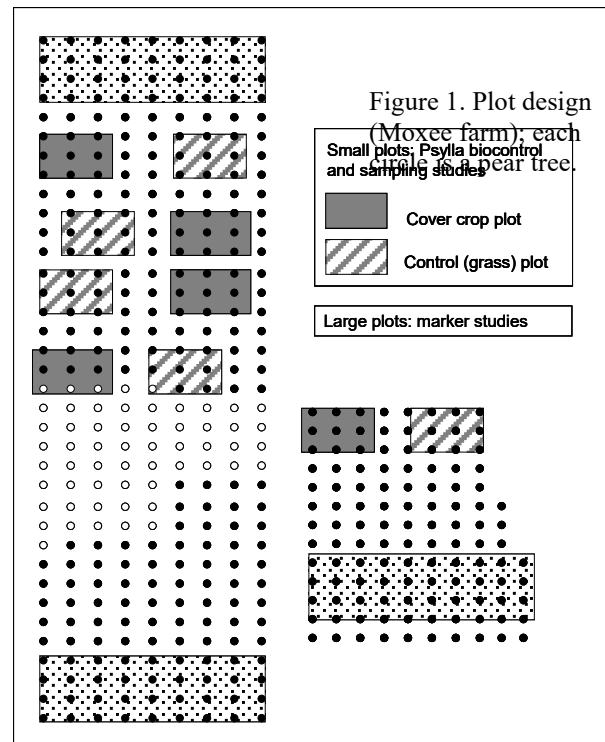 Figure 1. Plot design
(Moxee farm); each
circle is a pear tree.
Small plots: Psylla biocontrol
and sampling studies
Cover crop plot
Control (grass) plot
Large plots: marker studies